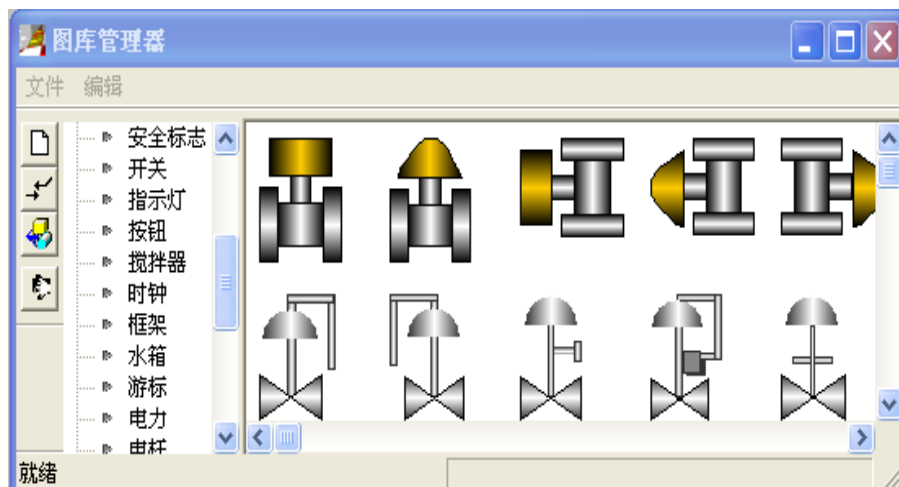 图库管理器
文件 编辑
安全标志
开关
指示灯
按钮
搅拌器
时钟
框架
水箱
游标
电力
就绪